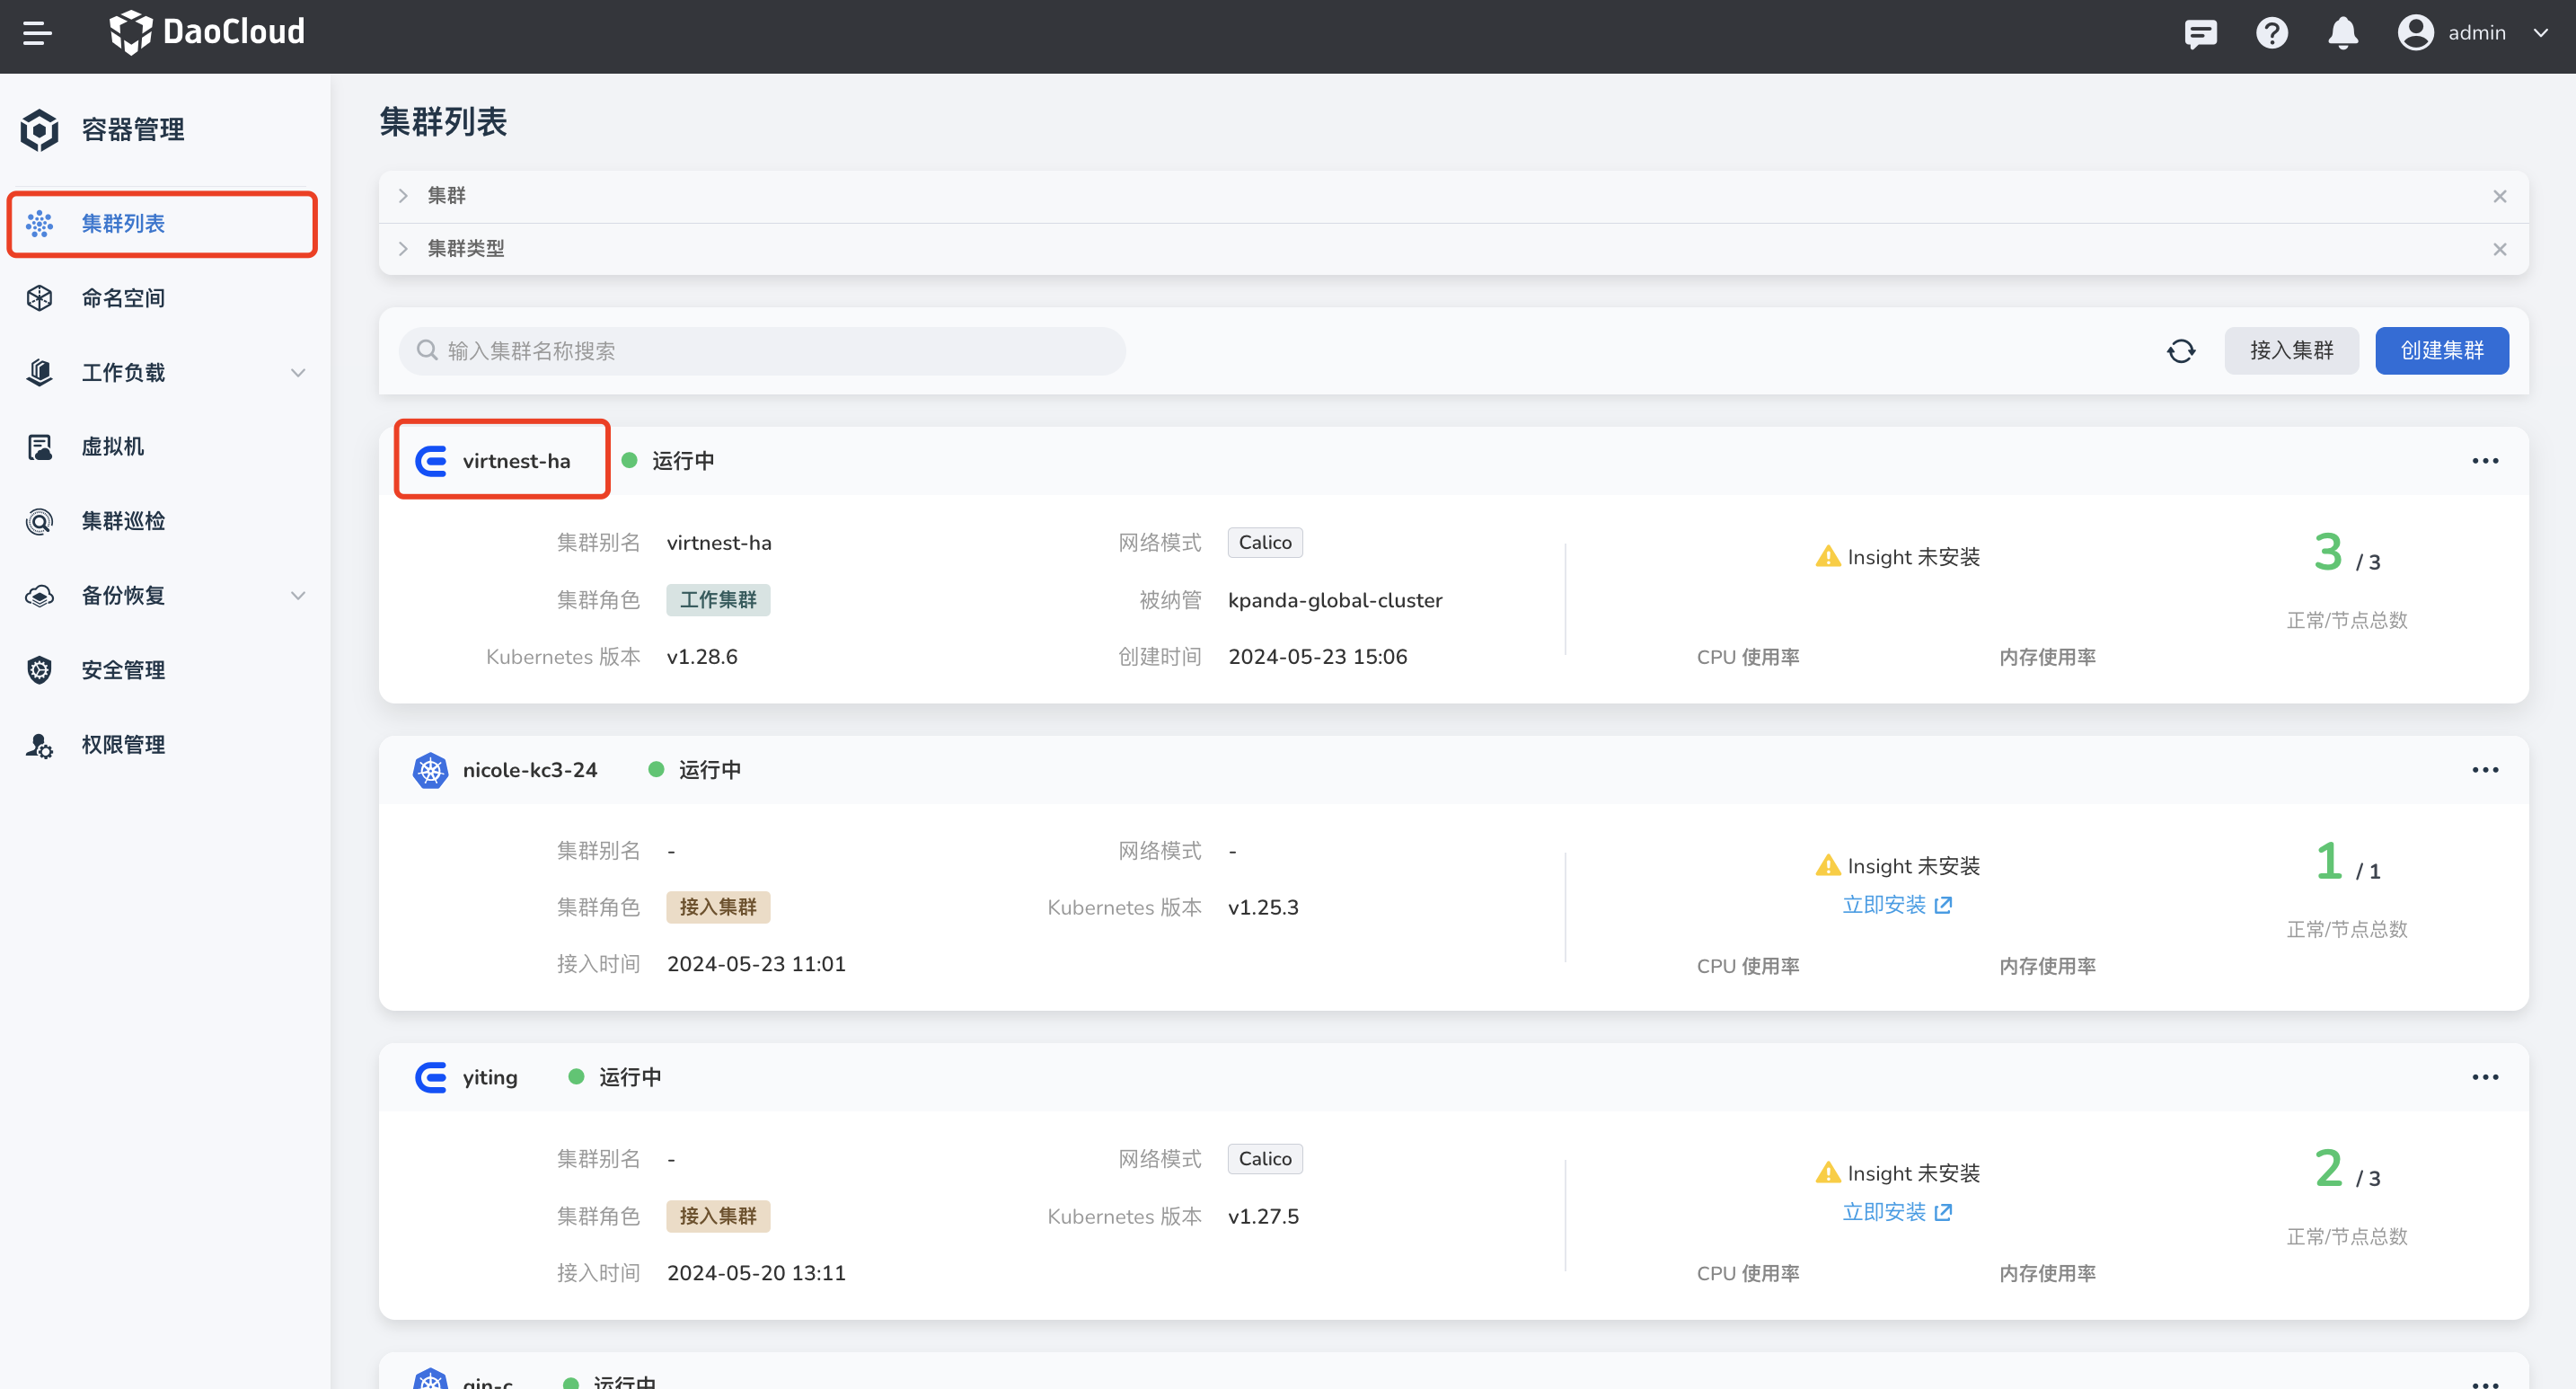 DaoCloud
admin
容器管理
集群列表
命名空间
工作负载
虚拟机
集群巡检
备份恢复
安全管理
权限管理
集群列表
集群
集群类型
输入集群名称搜索
接入集群
创建集群
virtnest-ha 运行中
集群别名 virtnest-ha 网络模式 Calico
集群角色 工作集群 被纳管 kpanda-global-cluster
Kubernetes 版本 v1.28.6 创建时间 2024-05-23 15:06
Insight 未安装
CPU 使用率 内存使用率
3 / 3
正常/节点总数
nicole-kc3-24 运行中
集群别名 - 网络模式 -
集群角色 接入集群 Kubernetes 版本 v1.25.3
接入时间 2024-05-23 11:01
Insight 未安装
立即安装
CPU 使用率 内存使用率
1 / 1
正常/节点总数
yiting 运行中
集群别名 - 网络模式 Calico
集群角色 接入集群 Kubernetes 版本 v1.27.5
接入时间 2024-05-20 13:11
Insight 未安装
立即安装
CPU 使用率 内存使用率
2 / 3
正常/节点总数
运行中